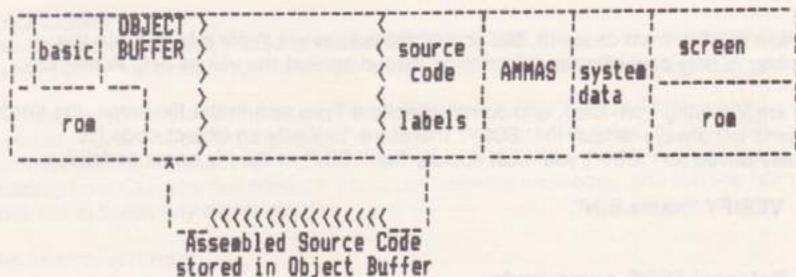 OBJECT
basic BUFFER source screen
code AMMAS system
data
rom labels rom
Assembled Source Code
stored in Object Buffer